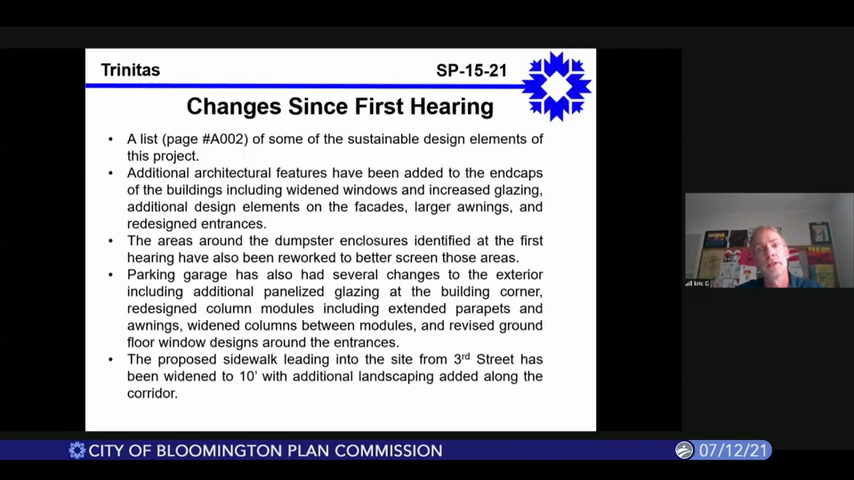 Trinitas SP-15-21
Changes Since First Hearing
• A list (page #A002) of some of the sustainable design elements of
this project.
• Additional architectural features have been added to the endcaps
of the buildings including widened windows and increased glazing,
additional design elements on the facades, larger awnings, and
redesigned entrances.
• The areas around the dumpster enclosures identified at the first
hearing have also been reworked to better screen those areas.
• Parking garage has also had several changes to the exterior
including additional panelized glazing at the building corner,
redesigned column modules including extended parapets and
awnings, widened columns between modules, and revised ground
floor window designs around the entrances.
• The proposed sidewalk leading into the site from 3rd Street has
been widened to 10' with additional landscaping added along the
corridor.
Eric G
CITY OF BLOOMINGTON PLAN COMMISSION
07/12/21